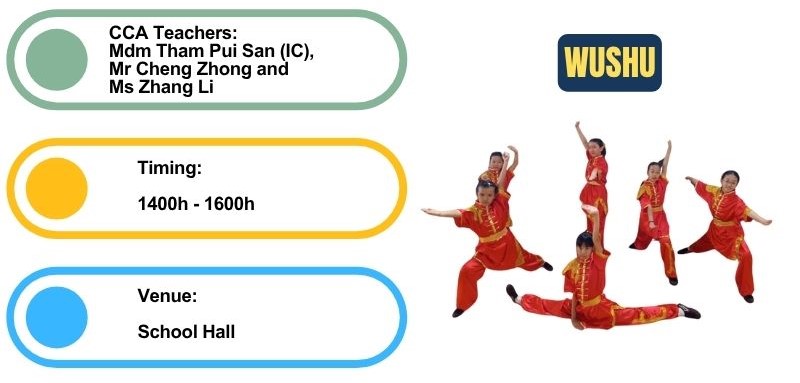 CCA Teachers:
Mdm Tham Pui San (IC),
Mr Cheng Zhong and
Ms Zhang Li
WUSHU
Timing:
1400h - 1600h
Venue:
School Hall